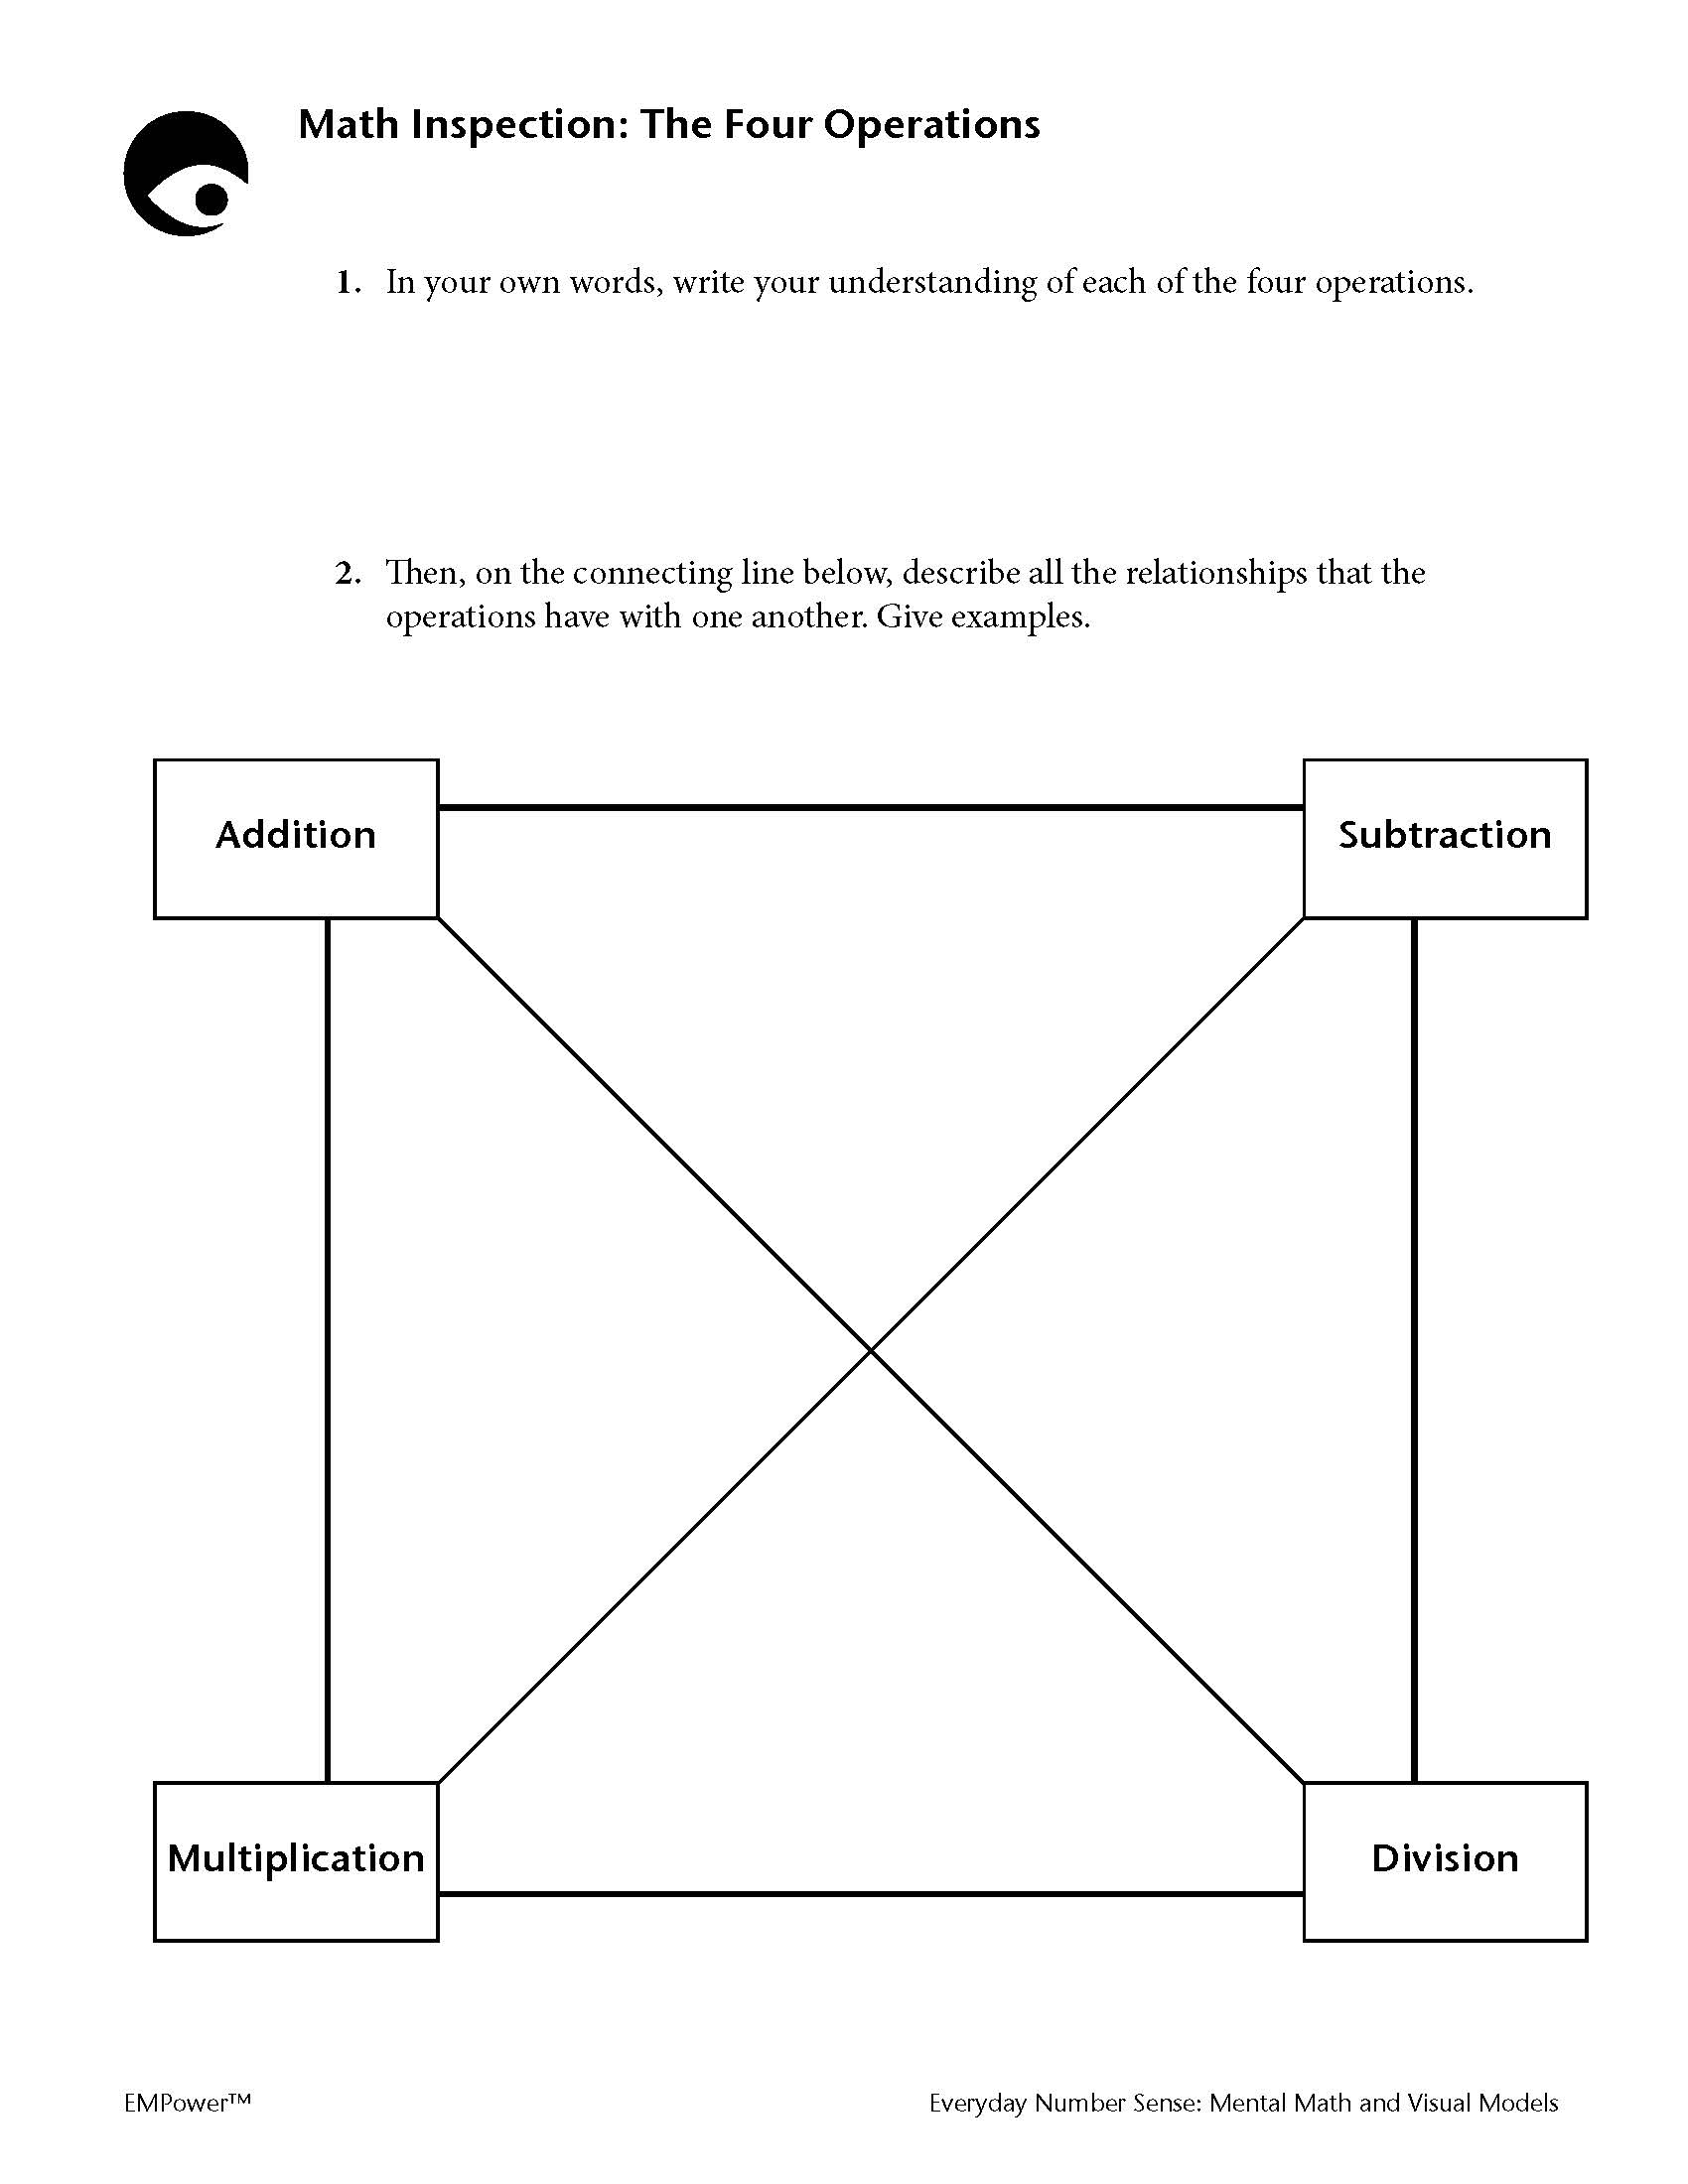 Math Inspection: The Four Operations
1. In your own words, write your understanding of each of the four operations.
2. Then, on the connecting line below, describe all the relationships that the
operations have with one another. Give examples.
Addition
Subtraction
Multiplication
Division
EMPower™
Everyday Number Sense: Mental Math and Visual Models